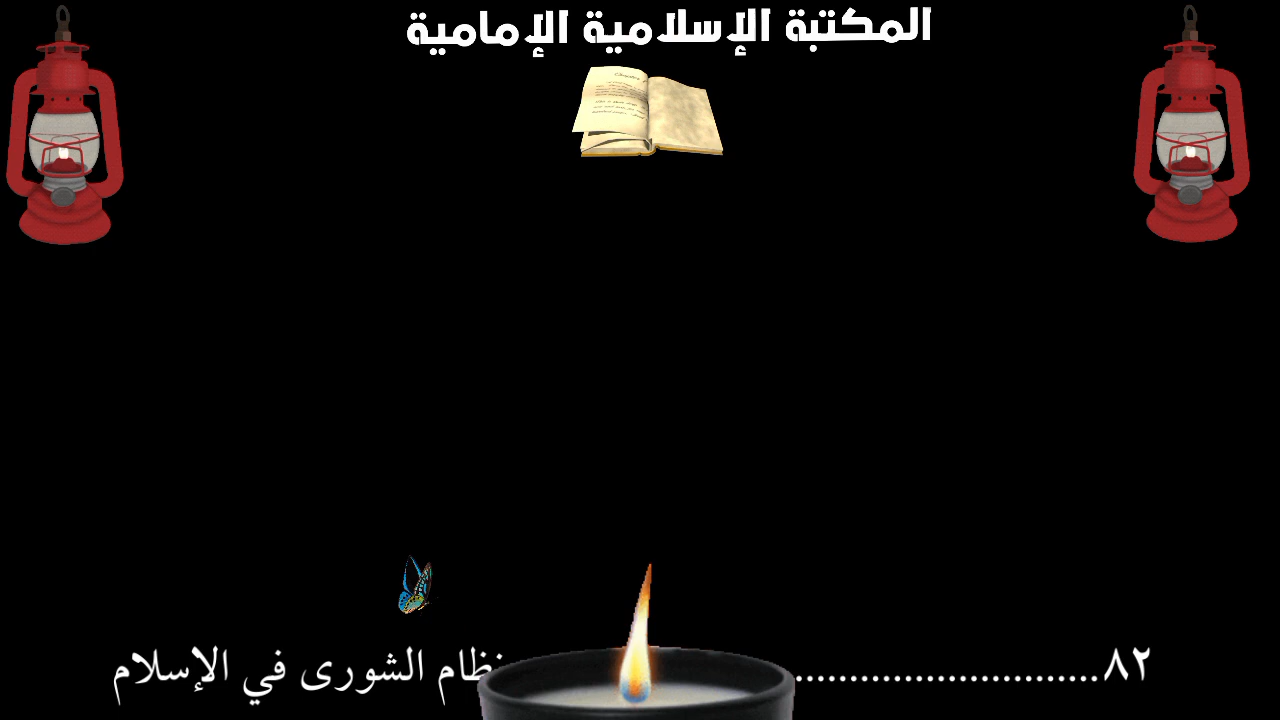 المكتبة الإسلامية الإمامية
٨٢............................نظام الشورى في الإسلام